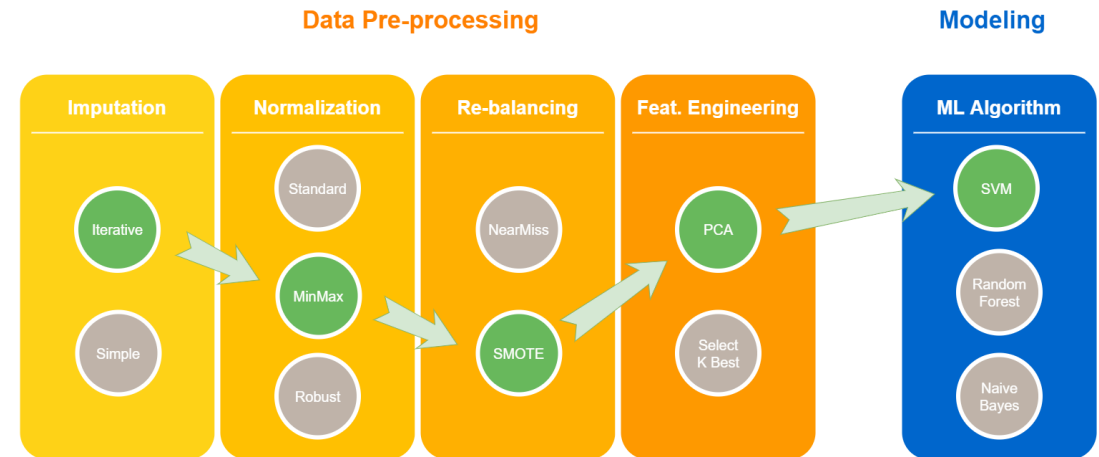 Data Pre-processing
Modeling
Imputation
Normalization
Re-balancing
Feat. Engineering
ML Algorithm
Iterative
Simple
Standard
MinMax
Robust
NearMiss
SMOTE
PCA
Select
K Best
SVM
Random
Forest
Naive
Bayes